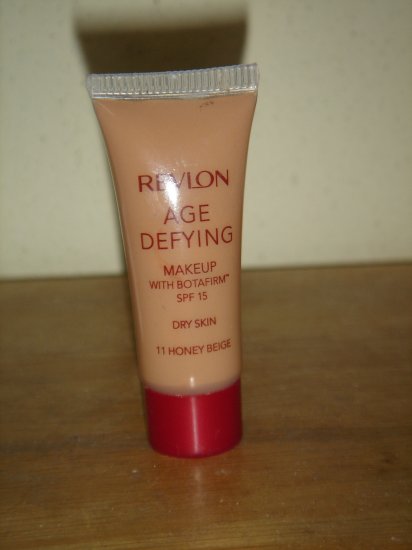 REVLON
AGE
DEFYING
MAKEUP
WITH BOTAFIRM™
SPF 15
DRY SKIN
11 HONEY BEIGE